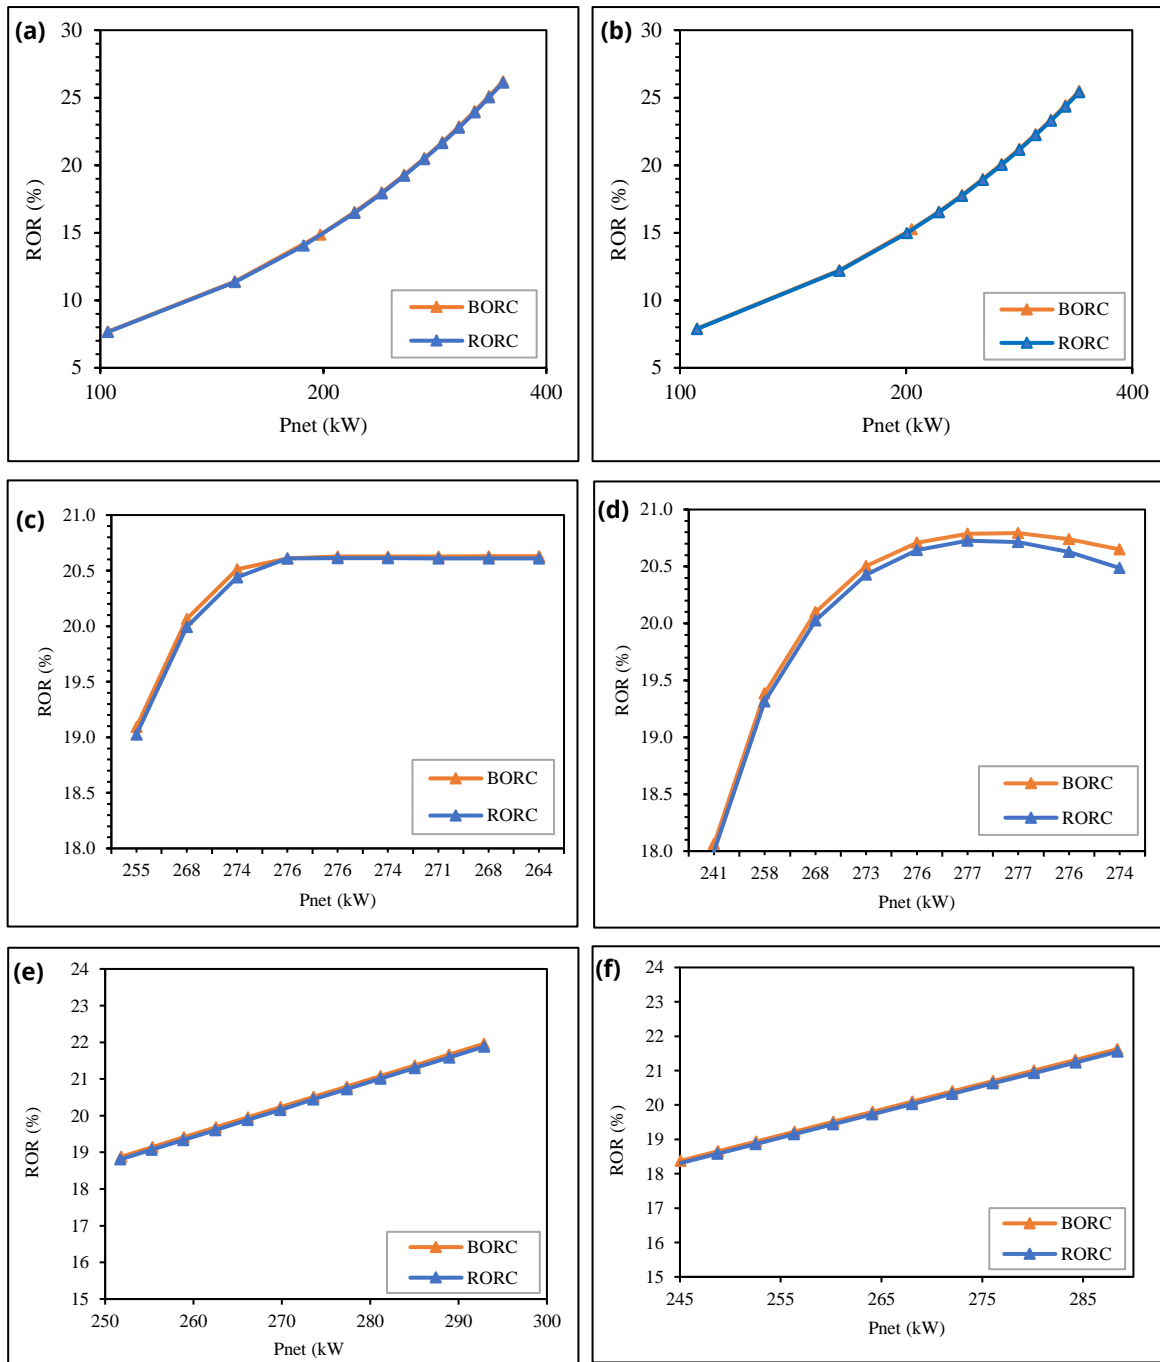 (a)
30
25
20
15
10
5
ROR (%)
100 200 400
Pnet (kW)
BORC
RORC
(b)
30
25
20
15
10
5
ROR (%)
100 200 400
Pnet (kW)
BORC
RORC
(c)
21.0
20.5
20.0
19.5
19.0
18.5
18.0
ROR (%)
255 268 274 276 276 274 271 268 264
Pnet (kW)
BORC
RORC
(d)
21.0
20.5
20.0
19.5
19.0
18.5
18.0
ROR (%)
241 258 268 273 276 277 277 276 274
Pnet (kW)
BORC
RORC
(e)
24
23
22
21
20
19
18
17
16
15
ROR (%)
250 260 270 280 290 300
Pnet (kW
BORC
RORC
(f)
24
23
22
21
20
19
18
17
16
15
ROR (%)
245 255 265 275 285
Pnet (kW)
BORC
RORC